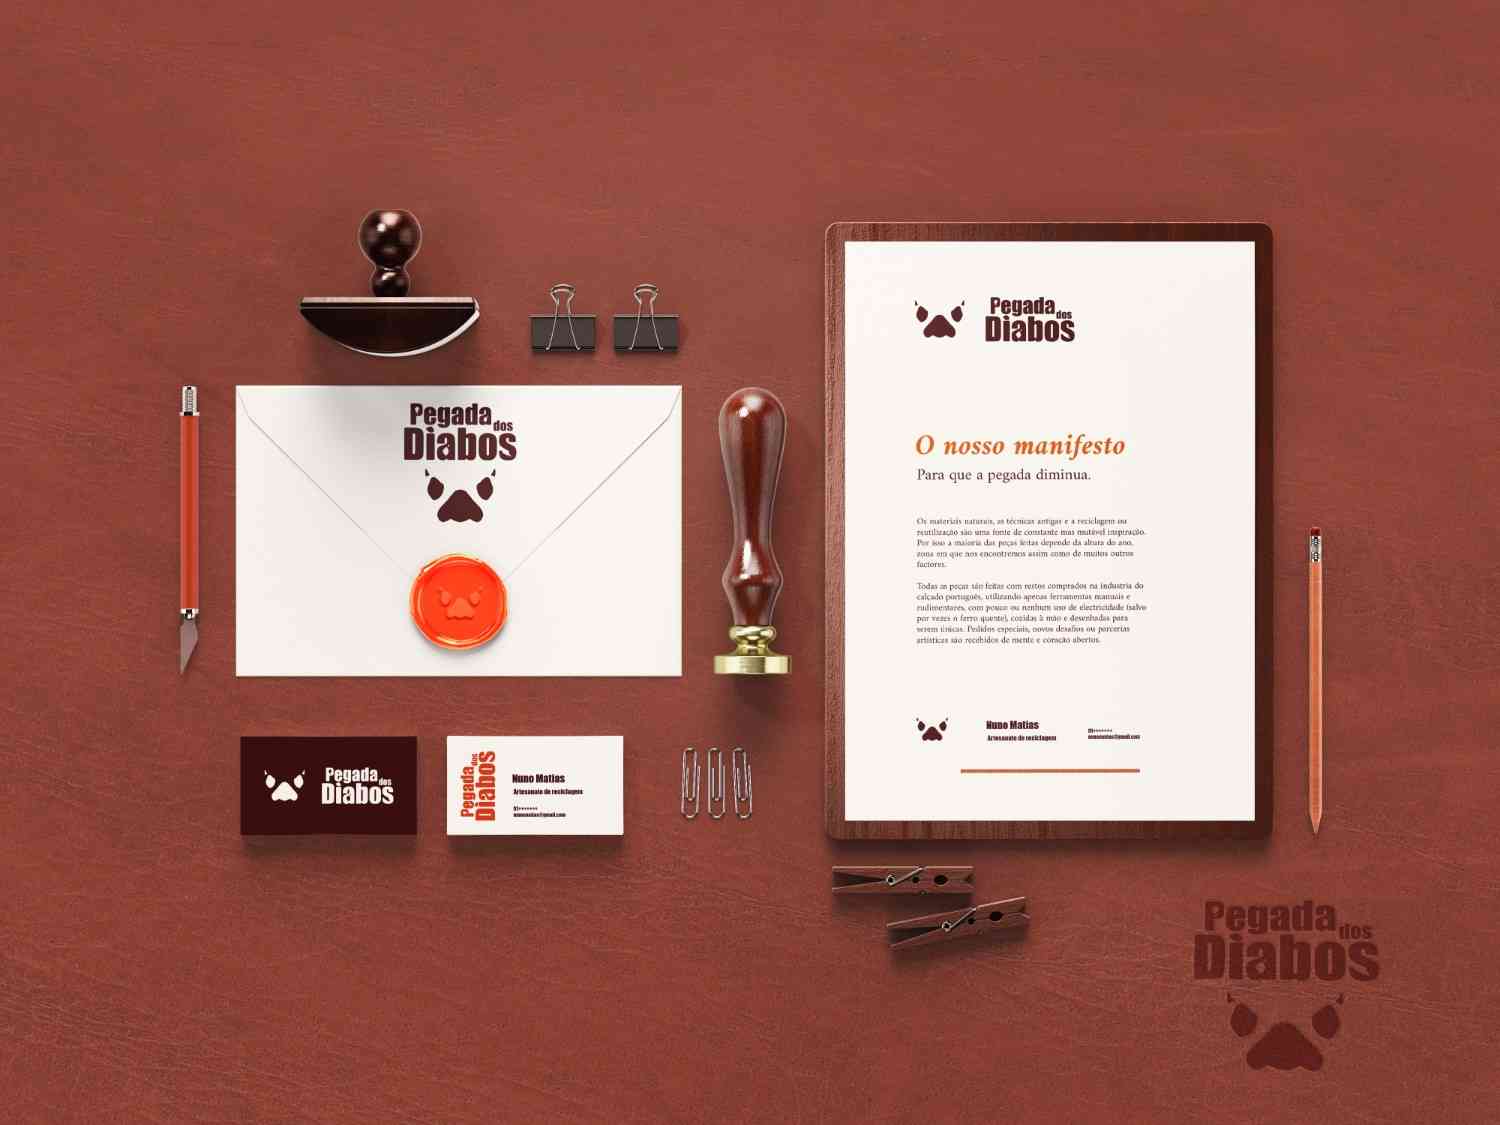 Pegada
dos
Diabos
Pegada
dos
Diabos
O nosso manifesto
Para que a pegada diminua.
Os materiais naturais, as técnicas antigas e a reciclagem ou
reutilização são uma fonte de constante mas mutável inspiração.
Por isso a maioria das peças feitas depende da altura do ano,
zona em que nos encontremos assim como de muitos outros
factores.
Todas as peças são feitas com restos comprados na industria do
calçado português, utilizando apenas ferramentas manuais e
rudimentares, com pouco ou nenhum uso de electricidade (salvo
por vezes o ferro quente), cozidas à mão e desenhadas para
serem únicas. Pedidos especiais, novos desafios ou parcerias
artísticas são recebidos de mente e coração abertos.
Nuno Matias
Artesanato de reciclagem
91*******
nunomatias@gmail.com
Pegada
dos
Diabos
Pegada
dos
Diabos
Nuno Matias
Artesanato de reciclagem
91*******
nunomatias@gmail.com
Pegada
dos
Diabos